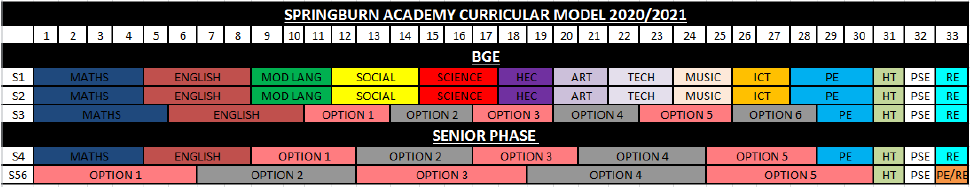 SPRINGBURN ACADEMY CURRICULAR MODEL 2020/2021
1 2 3 4 5 6 7 8 9 10 11 12 13 14 15 16 17 18 19 20 21 22 23 24 25 26 27 28 29 30 31 32 33
BGE
S1 MATHS ENGLISH MOD LANG SOCIAL SCIENCE HEC ART TECH MUSIC ICT PE HT PSE RE
S2 MATHS ENGLISH MOD LANG SOCIAL SCIENCE HEC ART TECH MUSIC ICT PE HT PSE RE
S3 MATHS ENGLISH OPTION 1 OPTION 2 OPTION 3 OPTION 4 OPTION 5 OPTION 6 PE HT PSE RE
SENIOR PHASE
S4 MATHS ENGLISH OPTION 1 OPTION 2 OPTION 3 OPTION 4 OPTION 5 PE HT PSE RE
S56 OPTION 1 OPTION 2 OPTION 3 OPTION 4 OPTION 5 HT PSE PE/RE